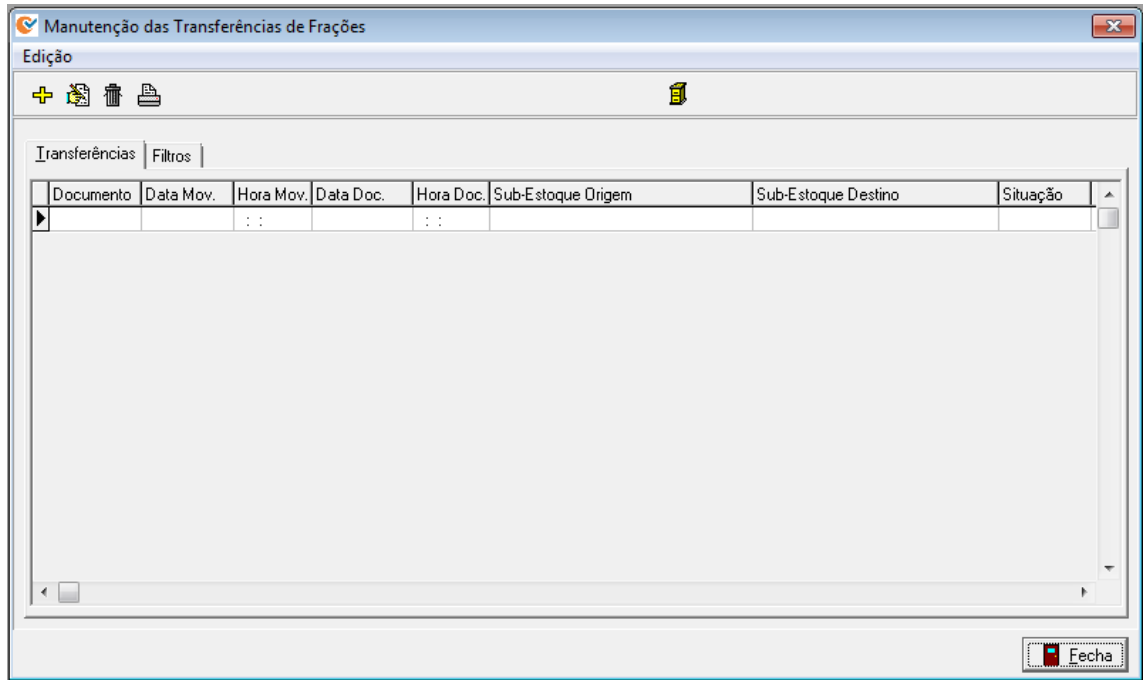 Manutenção das Transferências de Frações
Edição
Transferências Filtros
Documento Data Mov. Hora Mov. Data Doc. Hora Doc. Sub-Estoque Origem Sub-Estoque Destino Situação
: : : :
Fecha